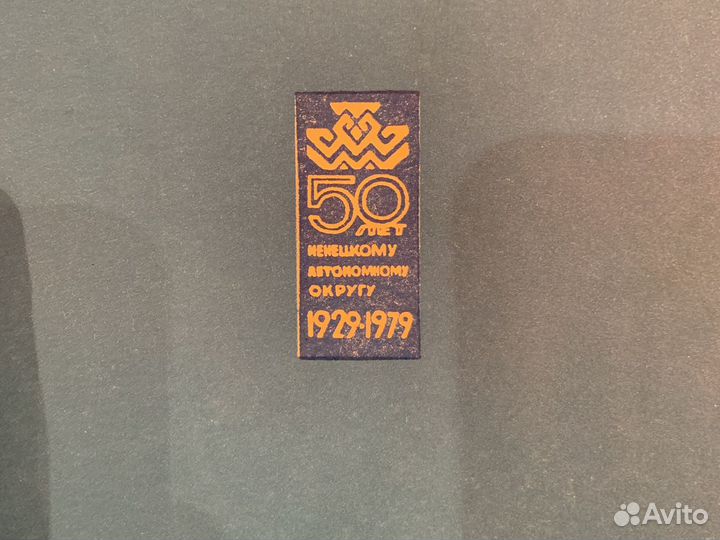 50
ЛЕТ
НЕНЕЦКОМУ
АВТОНОМНОМУ
ОКРУГУ
1929·1979
Avito